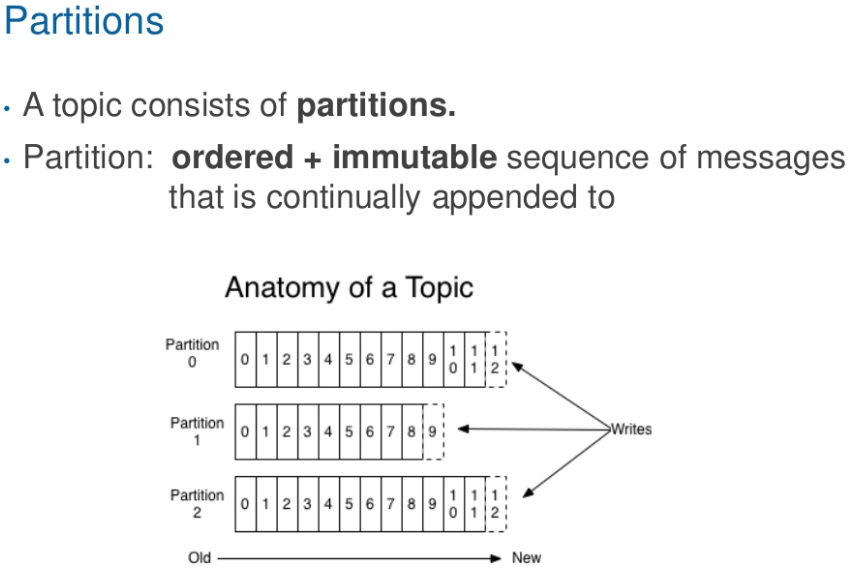 Partitions
• A topic consists of partitions.
• Partition: ordered + immutable sequence of messages
that is continually appended to
Anatomy of a Topic
Partition
0
0 1 2 3 4 5 6 7 8 9 10 11 12
Partition
1
0 1 2 3 4 5 6 7 8 9
Writes
Partition
2
0 1 2 3 4 5 6 7 8 9 10 11 12
Old New